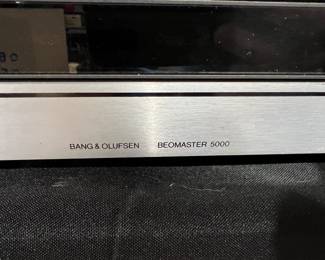 BANG & OLUFSEN BEOMASTER 5000